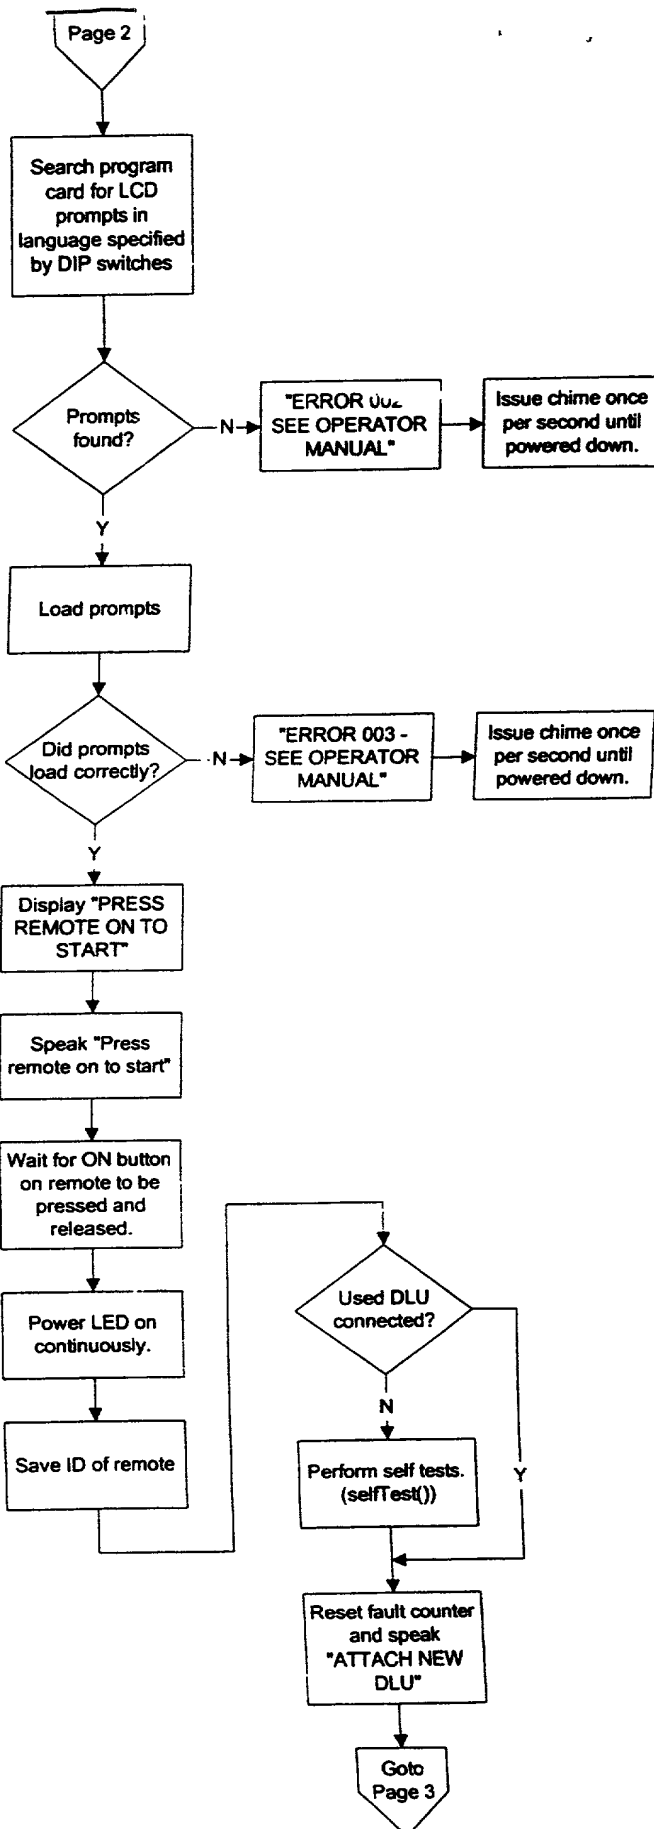 Page 2
Search program
card for LCD
prompts in
language specified
by DIP switches
Prompts
found?
N
"ERROR 002
SEE OPERATOR
MANUAL"
Issue chime once
per second until
powered down.
Y
Load prompts
Did prompts
load correctly?
N
"ERROR 003 -
SEE OPERATOR
MANUAL"
Issue chime once
per second until
powered down.
Y
Display "PRESS
REMOTE ON TO
START"
Speak "Press
remote on to start"
Wait for ON button
on remote to be
pressed and
released.
Power LED on
continuously.
Save ID of remote
Used DLU
connected?
N
Y
Perform self tests.
(selfTest())
Reset fault counter
and speak
"ATTACH NEW
DLU"
Goto
Page 3